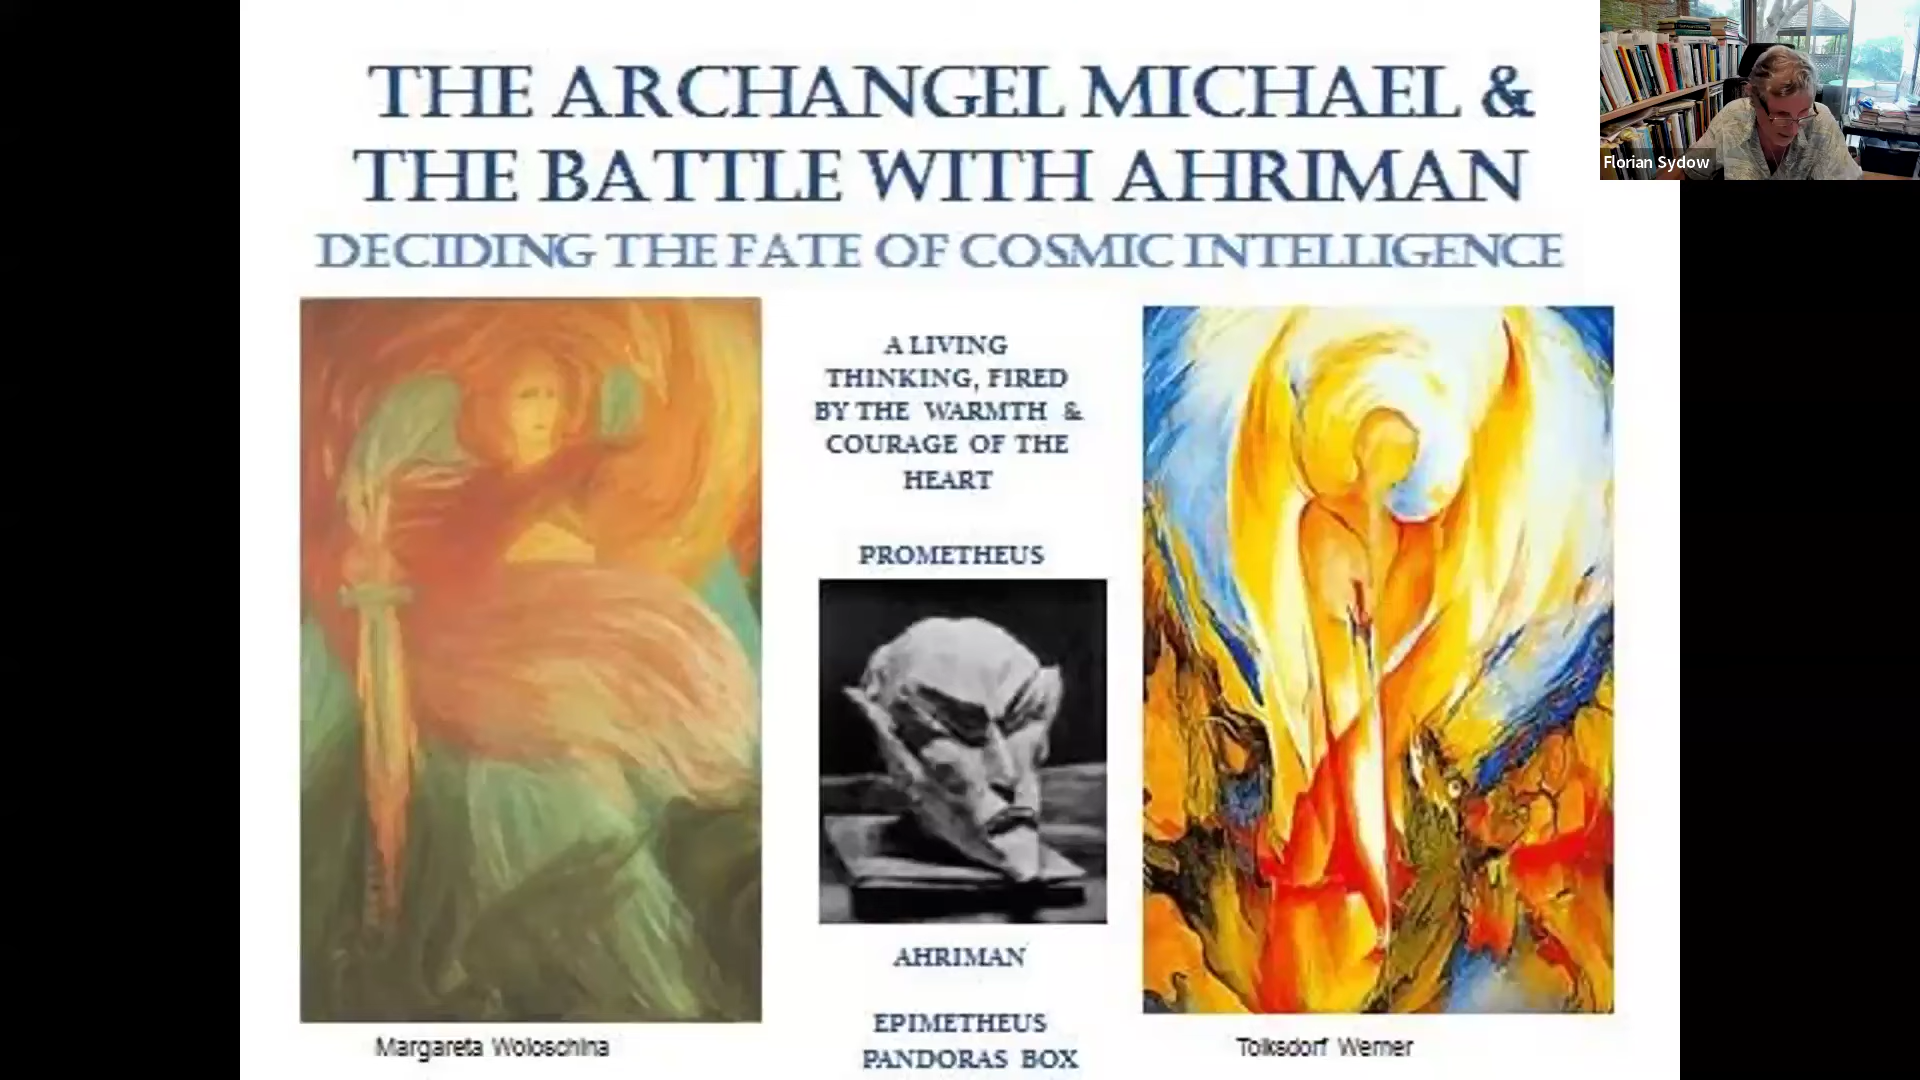 THE ARCHANGEL MICHAEL &
THE BATTLE WITH AHRIMAN
DECIDING THE FATE OF COSMIC INTELLIGENCE
A LIVING
THINKING, FIRED
BY THE WARMTH &
COURAGE OF THE
HEART
PROMETHEUS
AHRIMAN
EPIMETHEUS
PANDORAS BOX
Margareta Woloschina
Tolksdorf Werner
Florian Sydow